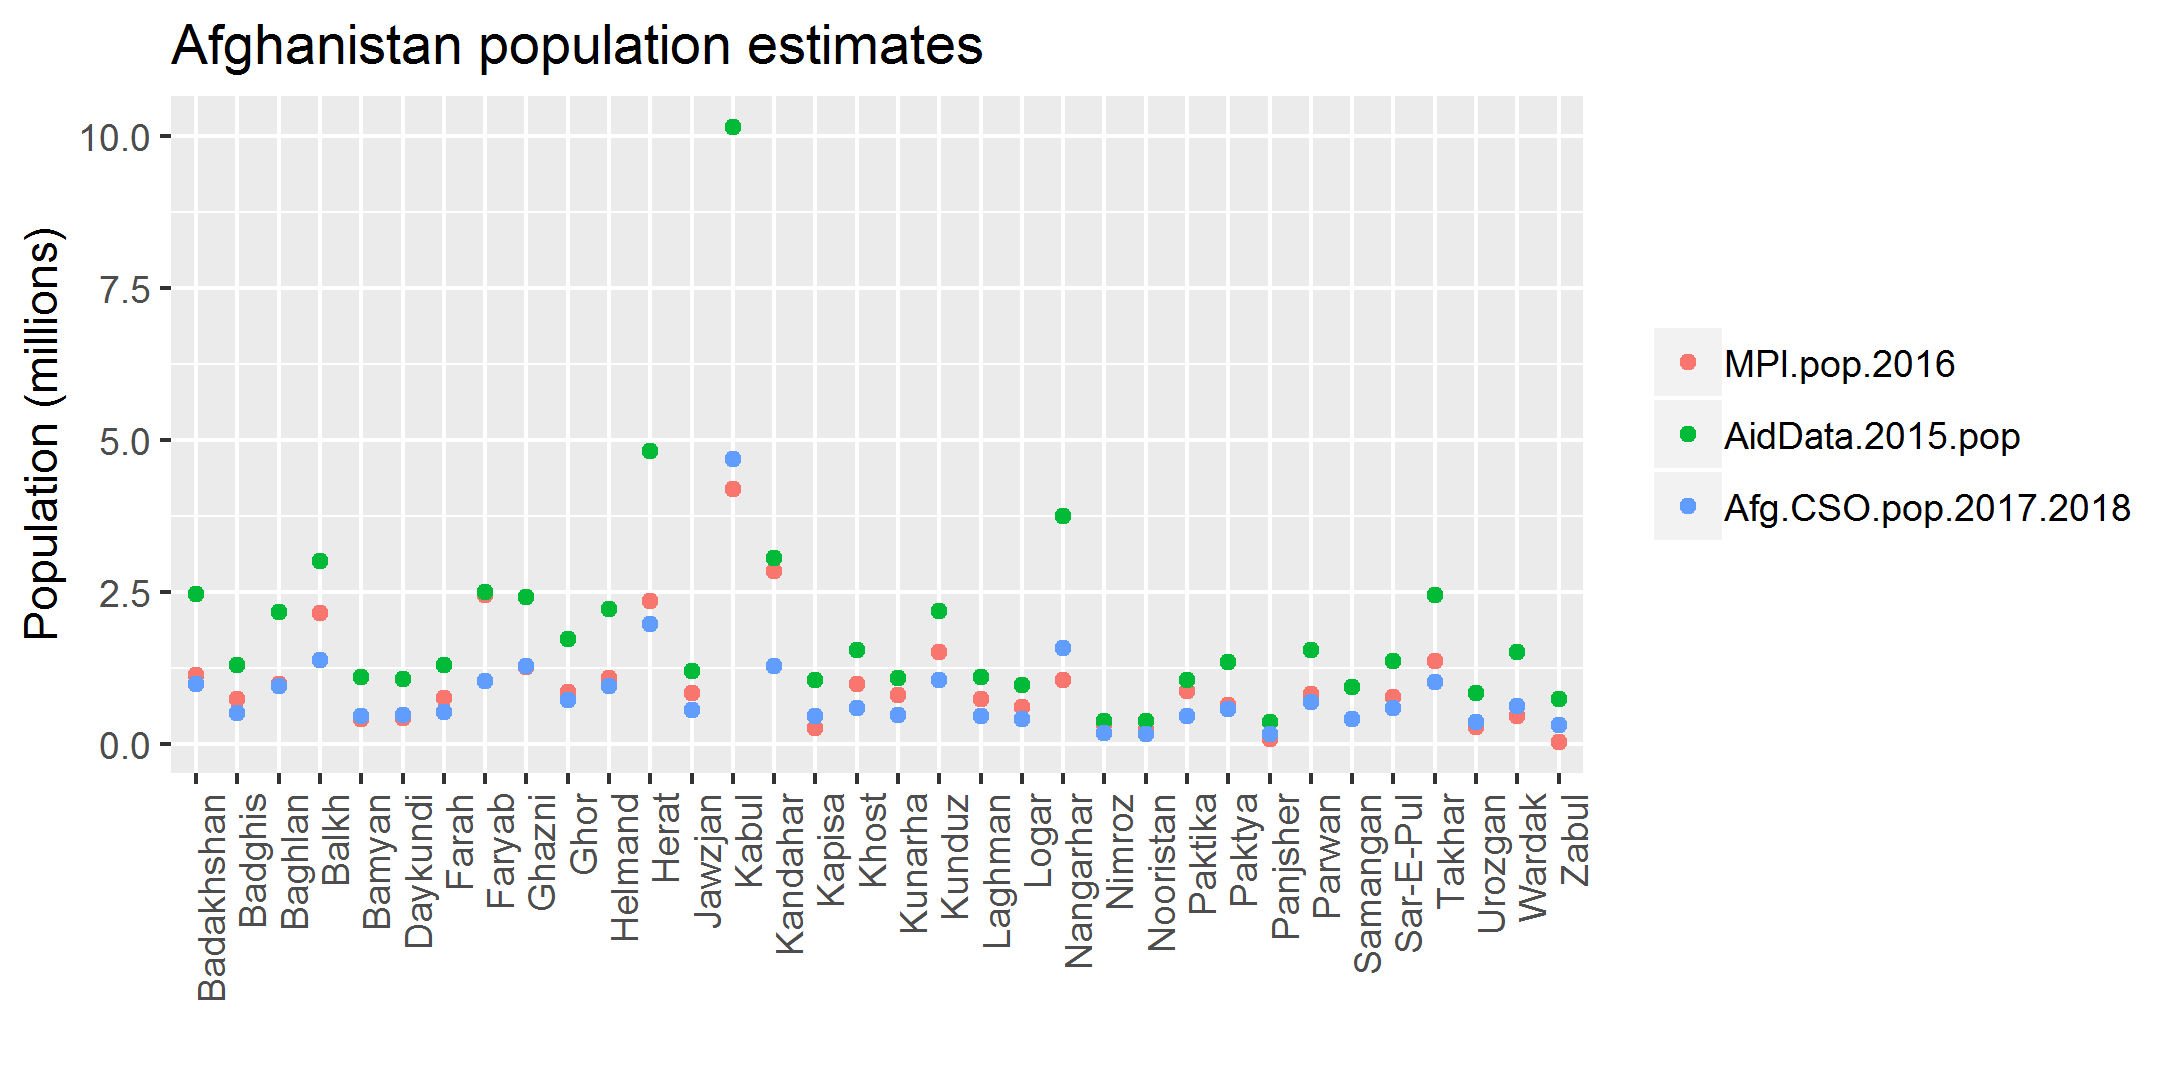 Afghanistan population estimates
Population (millions)
10.0
7.5
5.0
2.5
0.0
Badakhshan
Badghis
Baghlan
Balkh
Bamyan
Daykundi
Farah
Faryab
Ghazni
Ghor
Helmand
Herat
Jawzjan
Kabul
Kandahar
Kapisa
Khost
Kunarha
Kunduz
Laghman
Logar
Nangarhar
Nimroz
Nooristan
Paktika
Paktya
Panjsher
Parwan
Samangan
Sar-E-Pul
Takhar
Urozgan
Wardak
Zabul
MPI.pop.2016
AidData.2015.pop
Afg.CSO.pop.2017.2018